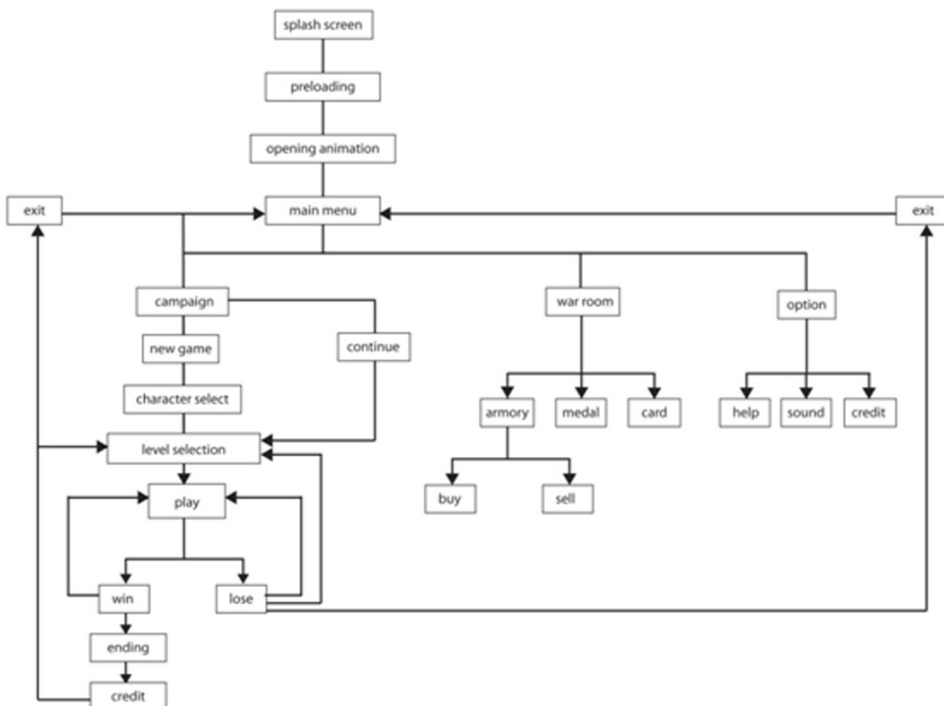 splash screen
preloading
opening animation
exit
main menu
exit
campaign
war room
option
new game
continue
character select
armory
medal
card
help
sound
credit
level selection
play
buy
sell
win
lose
ending
credit